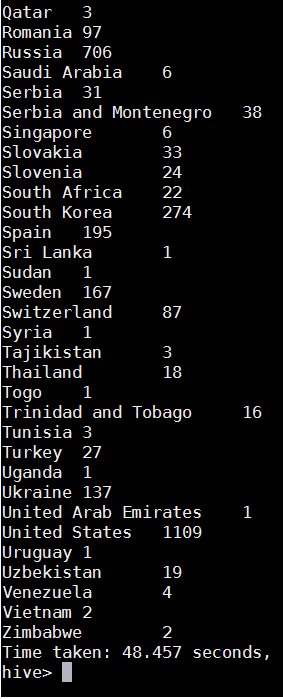 Qatar 3
Romania 97
Russia 706
Saudi Arabia 6
Serbia 31
Serbia and Montenegro 38
Singapore 6
Slovakia 33
Slovenia 24
South Africa 22
South Korea 274
Spain 195
Sri Lanka 1
Sudan 1
Sweden 167
Switzerland 87
Syria 1
Tajikistan 3
Thailand 18
Togo 1
Trinidad and Tobago 16
Tunisia 3
Turkey 27
Uganda 1
Ukraine 137
United Arab Emirates 1
United States 1109
Uruguay 1
Uzbekistan 19
Venezuela 4
Vietnam 2
Zimbabwe 2
Time taken: 48.457 seconds,
hive>